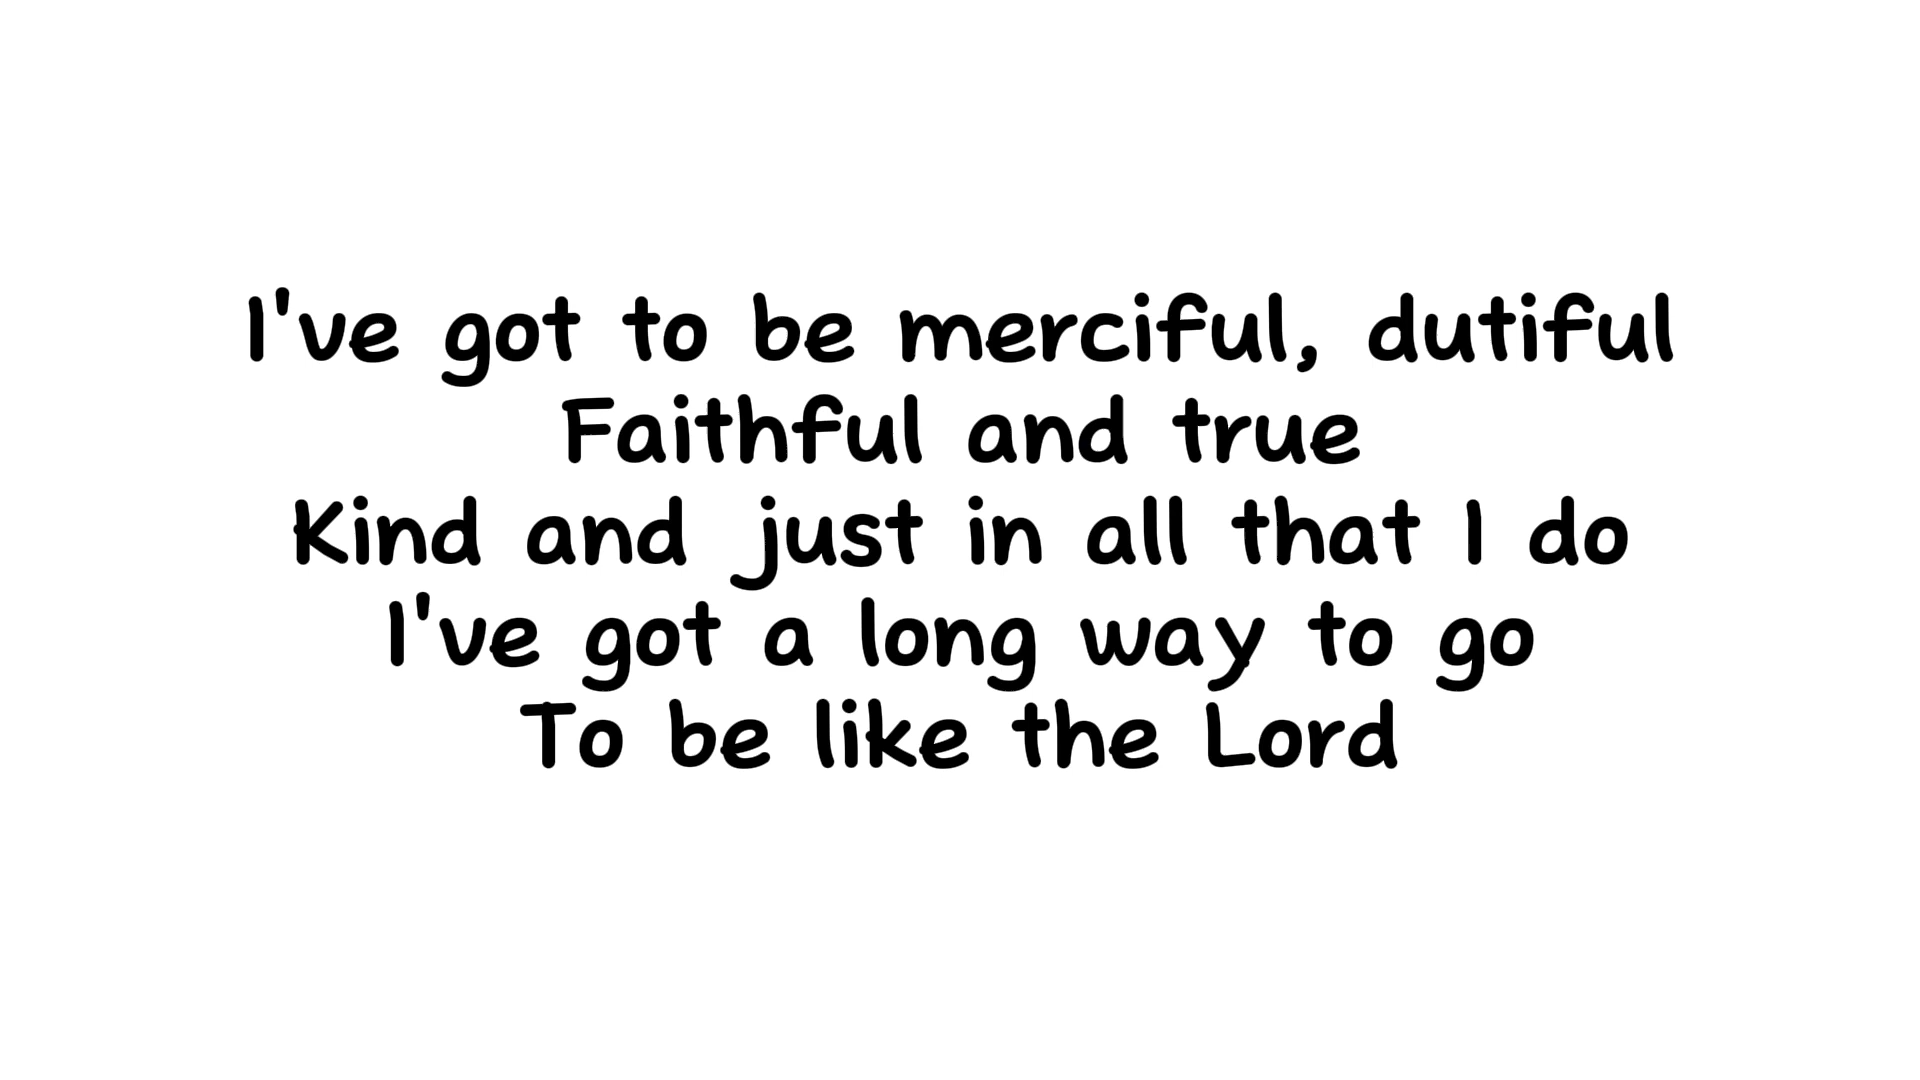 I've got to be merciful, dutiful
Faithful and true
Kind and just in all that I do
I've got a long way to go
To be like the Lord